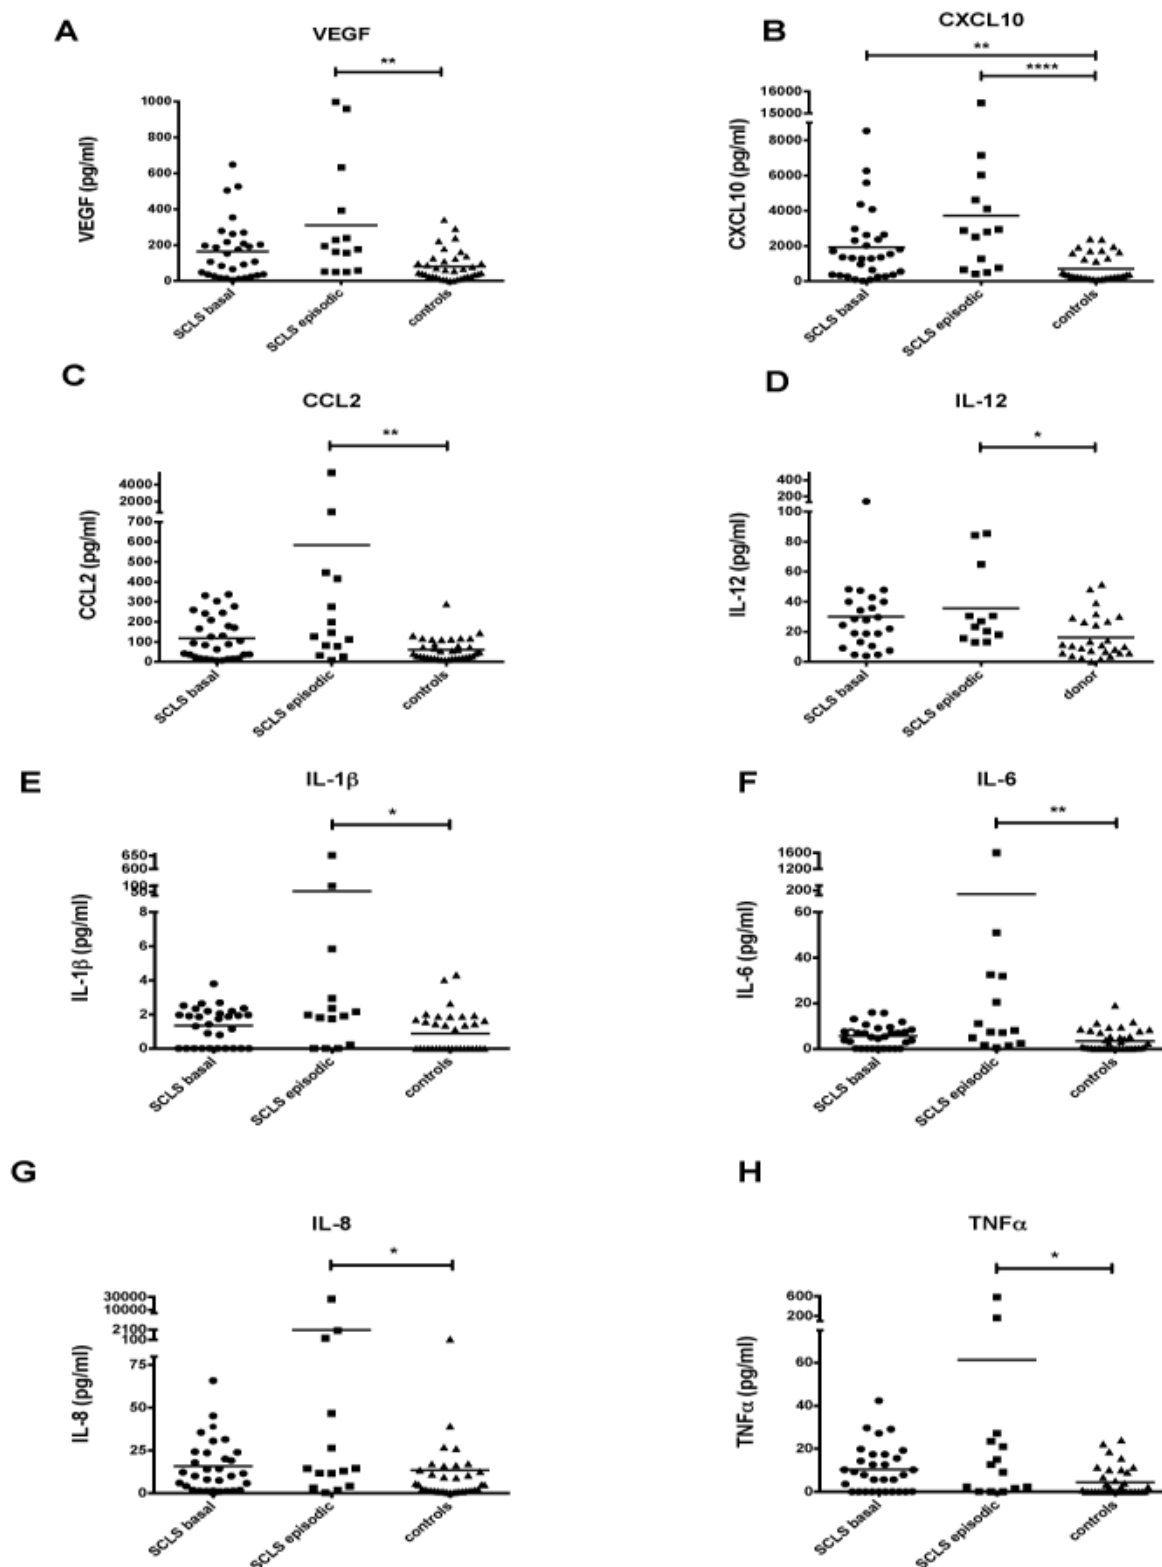 A
VEGF
**
VEGF (pg/ml)
1000
800
600
400
200
0
SCLS basal
SCLS episodic
controls
B
CXCL10
**
****
CXCL10 (pg/ml)
16000
15000
8000
6000
4000
2000
0
SCLS basal
SCLS episodic
controls
C
CCL2
**
CCL2 (pg/ml)
4000
2000
700
600
500
400
300
200
100
0
SCLS basal
SCLS episodic
controls
D
IL-12
*
IL-12 (pg/ml)
400
200
100
80
60
40
20
0
SCLS basal
SCLS episodic
donor
E
IL-1β
*
IL-1β (pg/ml)
650
600
100
50
8
6
4
2
0
SCLS basal
SCLS episodic
controls
F
IL-6
**
IL-6 (pg/ml)
1600
1200
200
60
40
20
0
SCLS basal
SCLS episodic
controls
G
IL-8
*
IL-8 (pg/ml)
30000
10000
2100
100
75
50
25
0
SCLS basal
SCLS episodic
controls
H
TNFα
*
TNFα (pg/ml)
600
200
60
40
20
0
SCLS basal
SCLS episodic
controls